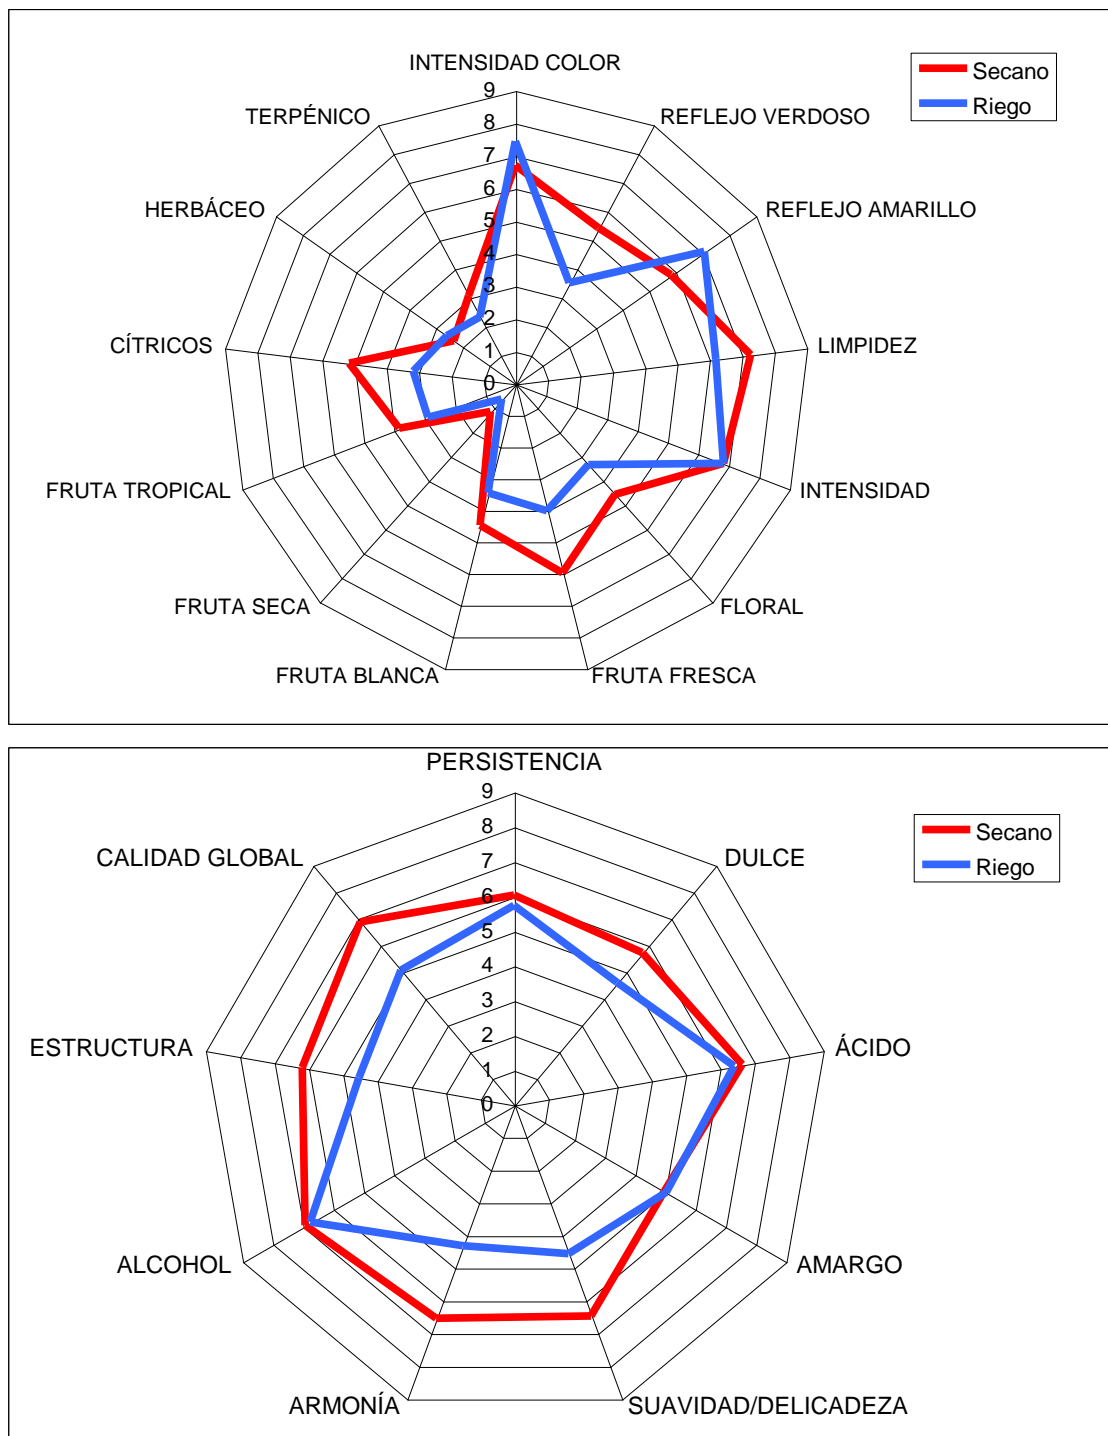 INTENSIDAD COLOR
REFLEJO VERDOSO
REFLEJO AMARILLO
LIMPIDEZ
INTENSIDAD
FLORAL
FRUTA FRESCA
FRUTA BLANCA
FRUTA SECA
FRUTA TROPICAL
CÍTRICOS
HERBÁCEO
TERPÉNICO
9
8
7
6
5
4
3
2
1
0
Secano
Riego
PERSISTENCIA
DULCE
ÁCIDO
AMARGO
SUAVIDAD/DELICADEZA
ARMONÍA
ALCOHOL
ESTRUCTURA
CALIDAD GLOBAL
9
8
7
6
5
4
3
2
1
0
Secano
Riego